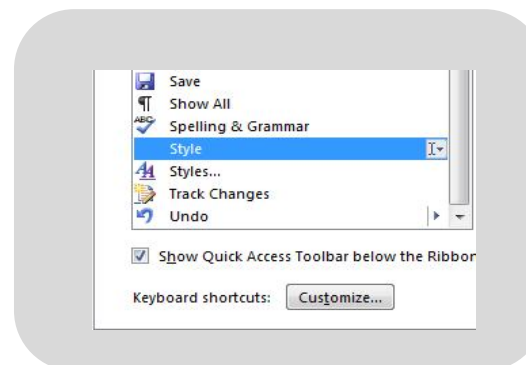 Save
Show All
ABC
Spelling & Grammar
Style
Styles...
Track Changes
Undo
Show Quick Access Toolbar below the Ribbon
Keyboard shortcuts: Customize...